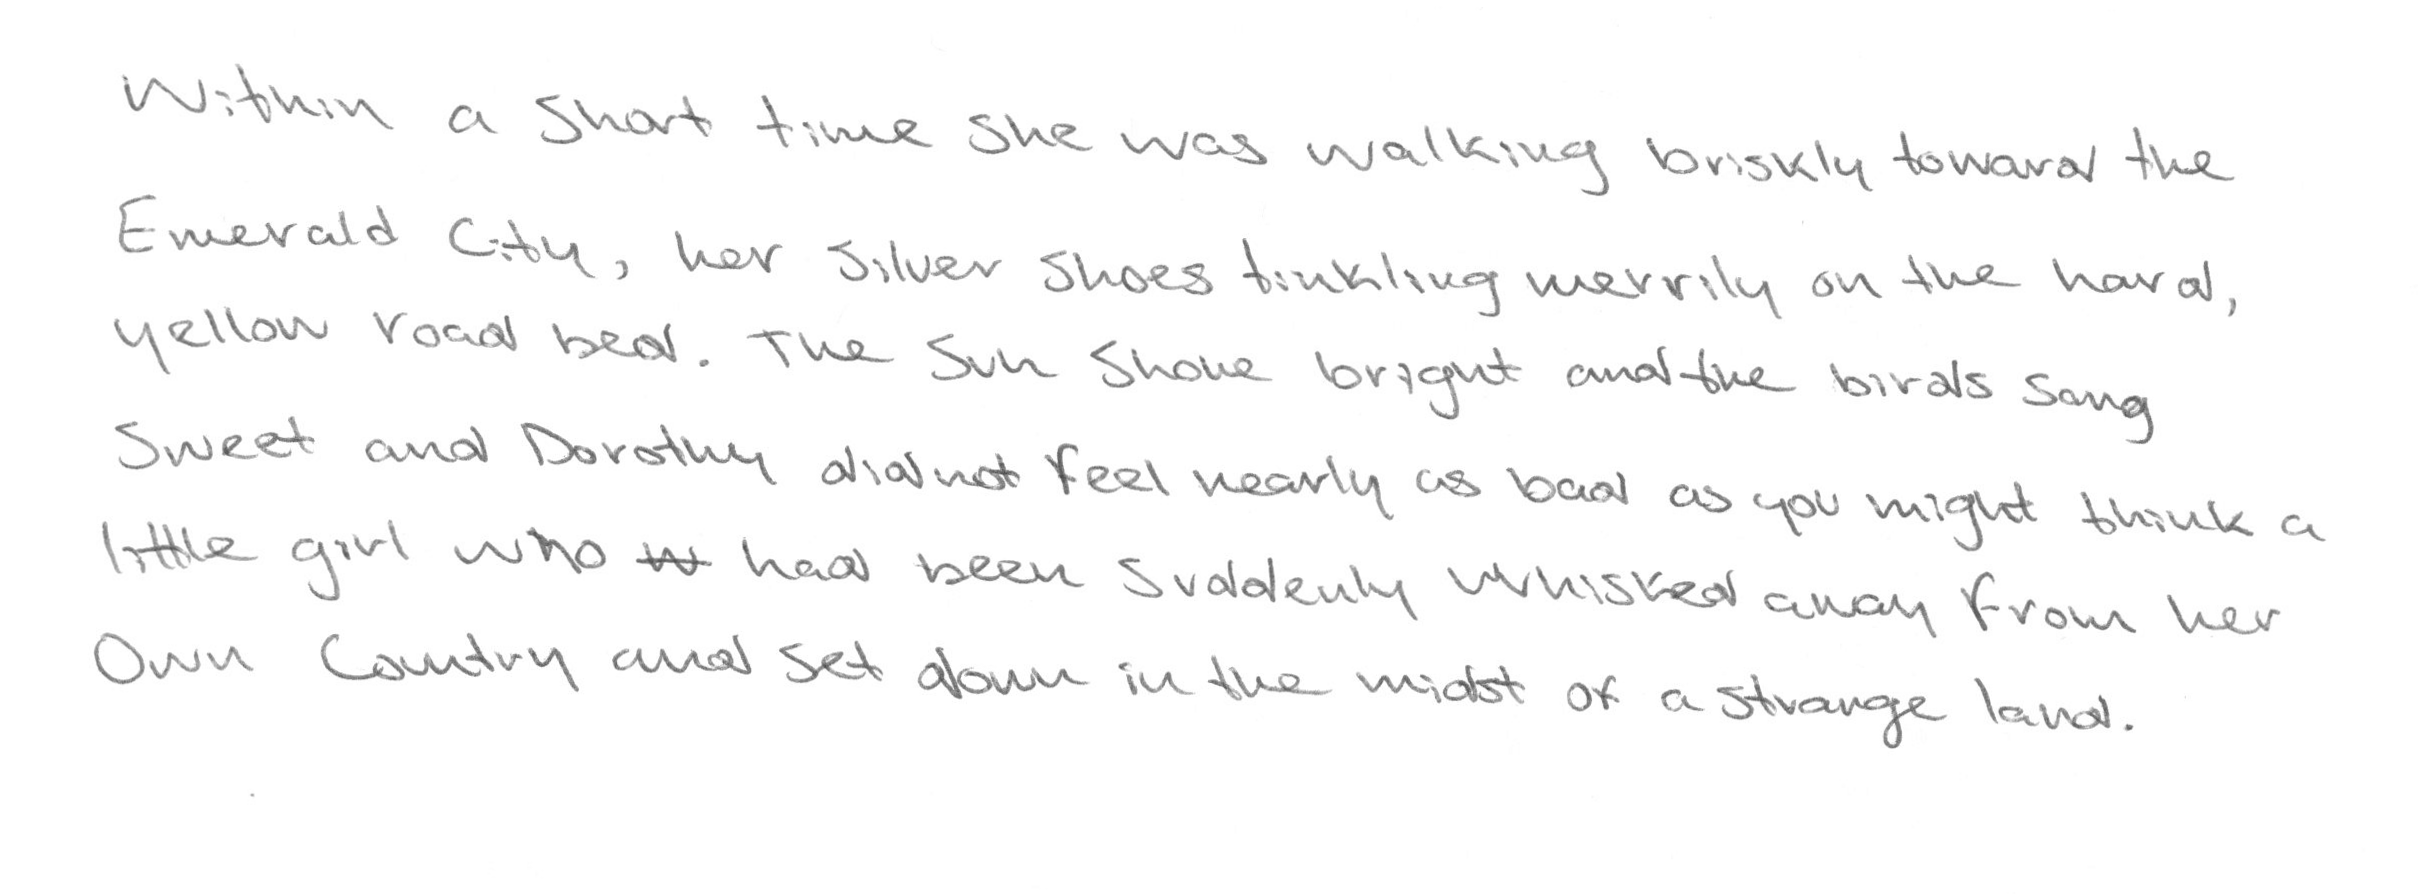 Within a short time she was walking briskly toward the
Emerald City, her silver shoes tinkling merrily on the hard,
yellow road bed. The sun shone bright and the birds sang
sweet and Dorothy did not feel nearly as bad as you might think a
little girl who had been suddenly whisked away from her
own country and set down in the midst of a strange land.